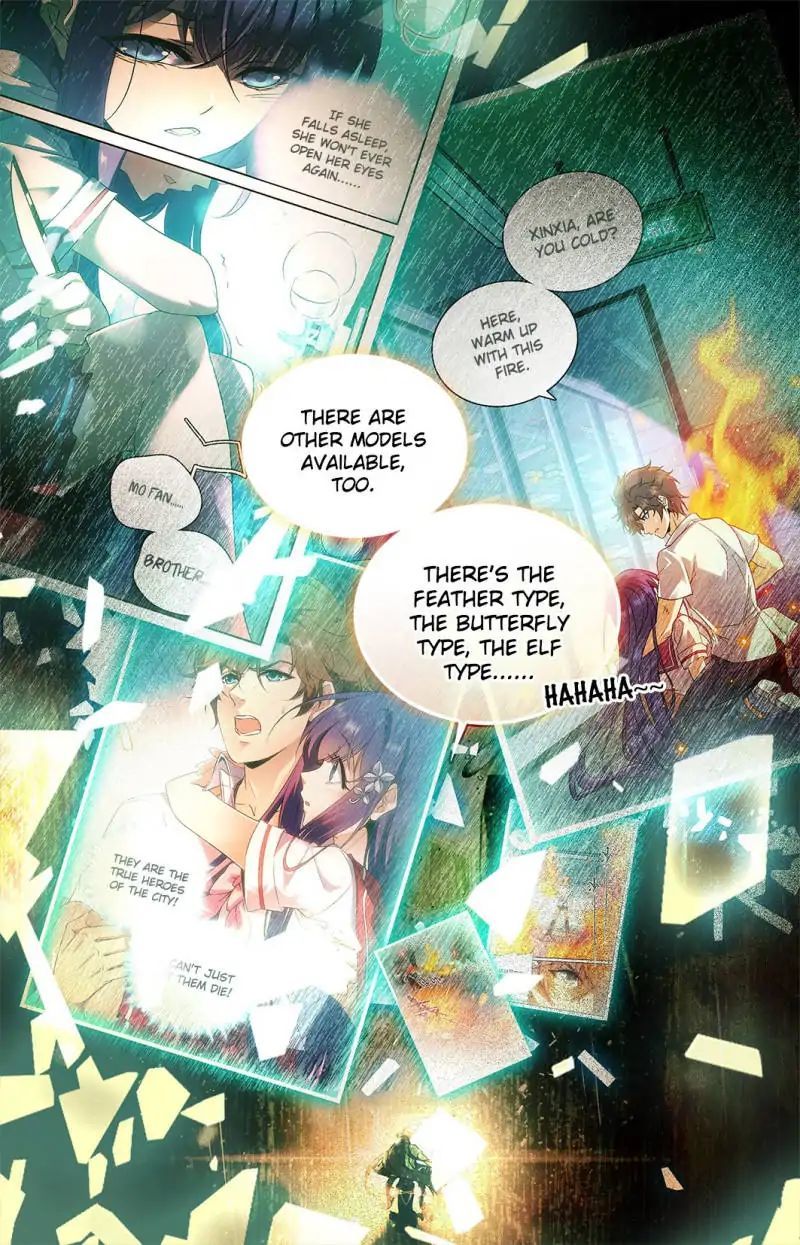 IF SHE
FALLS ASLEEP,
SHE WON'T EVER
OPEN HER EYES
AGAIN......
XINXIA, ARE
YOU COLD?
HERE,
WARM UP
WITH THIS
FIRE.
THERE ARE
OTHER MODELS
AVAILABLE,
TOO.
MO FAN.....
BROTHER...
THERE'S THE
FEATHER TYPE,
THE BUTTERFLY
TYPE, THE ELF
TYPE......
HAHAHA~~
THEY ARE THE
TRUE HEROES
OF THE CITY!
CAN'T JUST
THEM DIE!